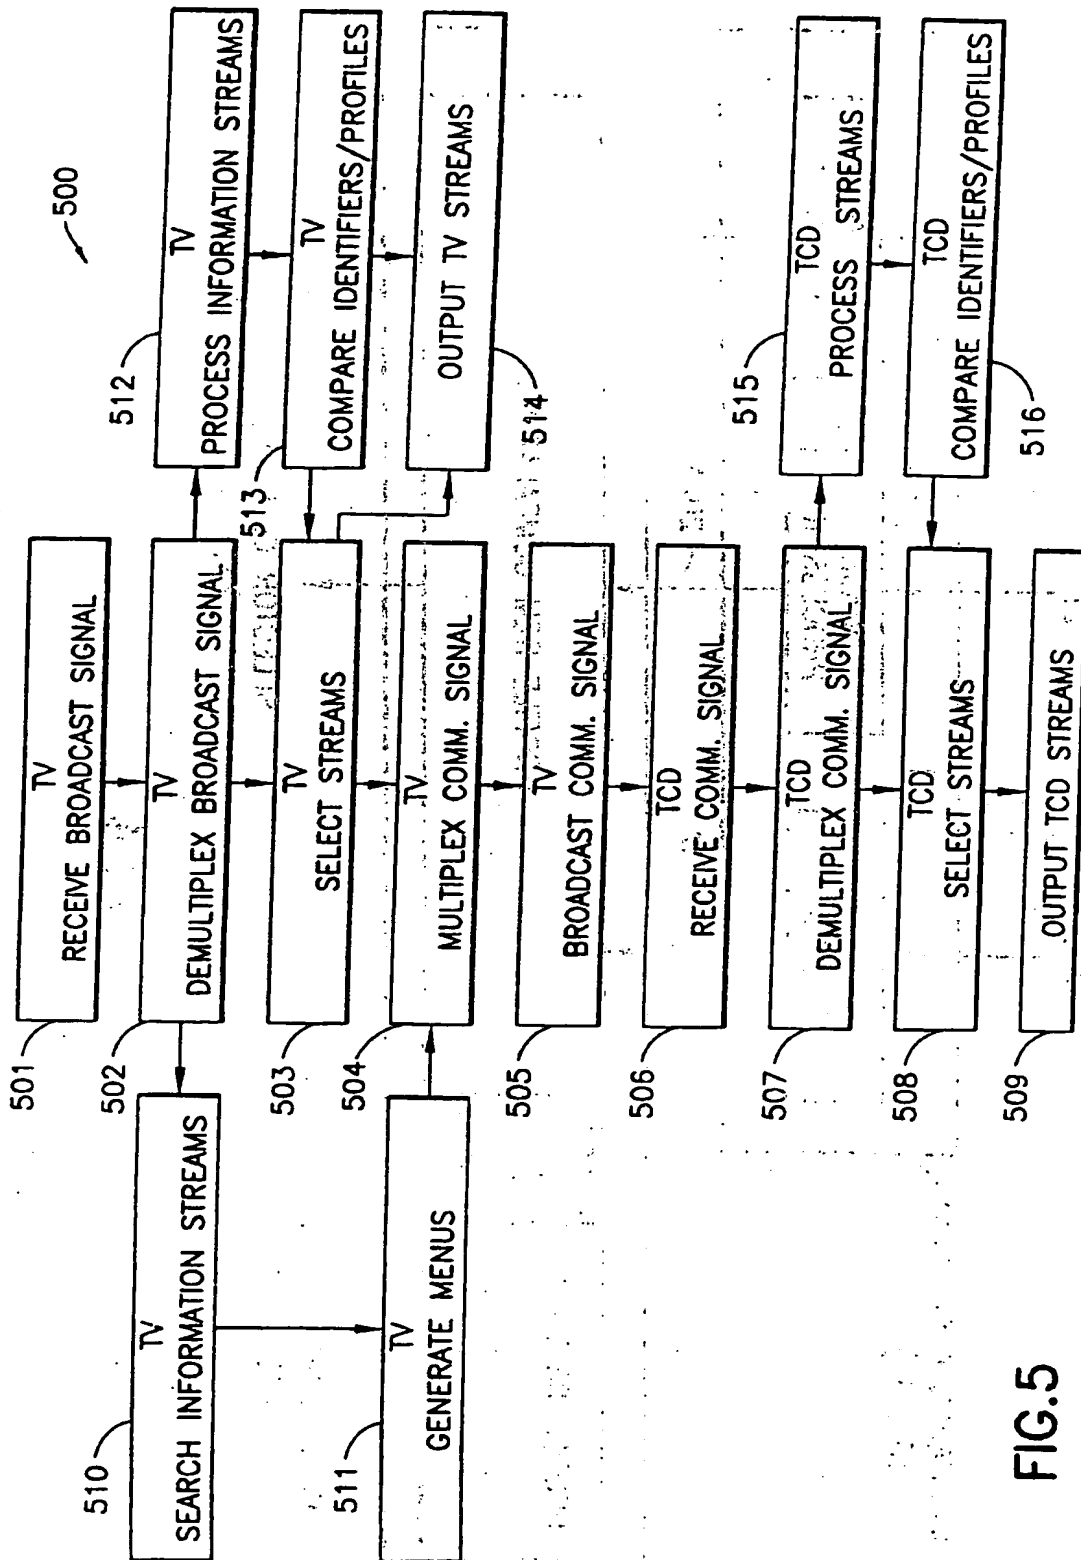 500
501
TV
RECEIVE BROADCAST SIGNAL
502
TV
DEMULTIPLEX BROADCAST SIGNAL
503
TV
SELECT STREAMS
504
TV
MULTIPLEX COMM. SIGNAL
505
TV
BROADCAST COMM. SIGNAL
506
TCD
RECEIVE COMM. SIGNAL
507
TCD
DEMULTIPLEX COMM. SIGNAL
508
TCD
SELECT STREAMS
509
OUTPUT TCD STREAMS
510
TV
SEARCH INFORMATION STREAMS
511
TV
GENERATE MENUS
512
TV
PROCESS INFORMATION STREAMS
513
TV
COMPARE IDENTIFIERS/PROFILES
514
OUTPUT TV STREAMS
515
TCD
PROCESS STREAMS
516
TCD
COMPARE IDENTIFIERS/PROFILES
FIG.5